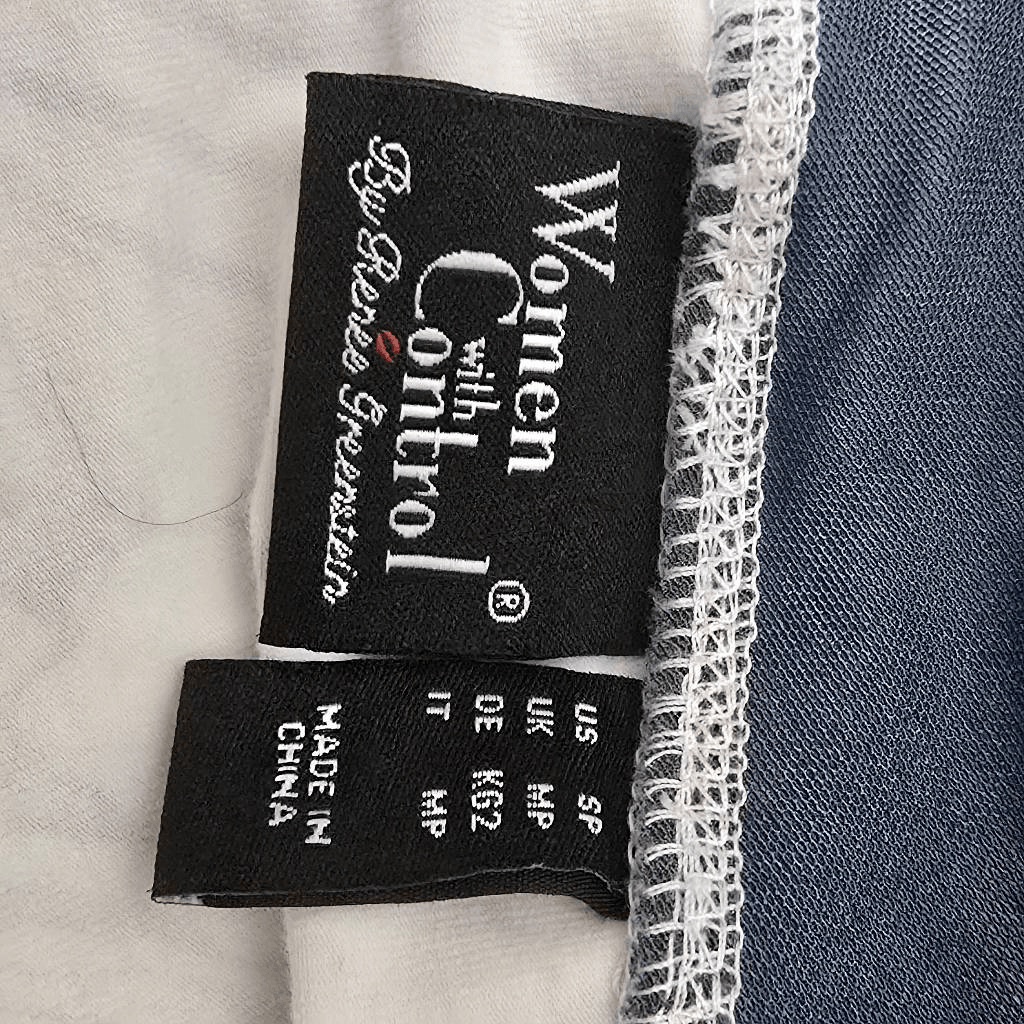 Women
with
Control®
By Renee Greenstein
US SP
UK MP
DE KG2
IT MP
MADE IN
CHINA